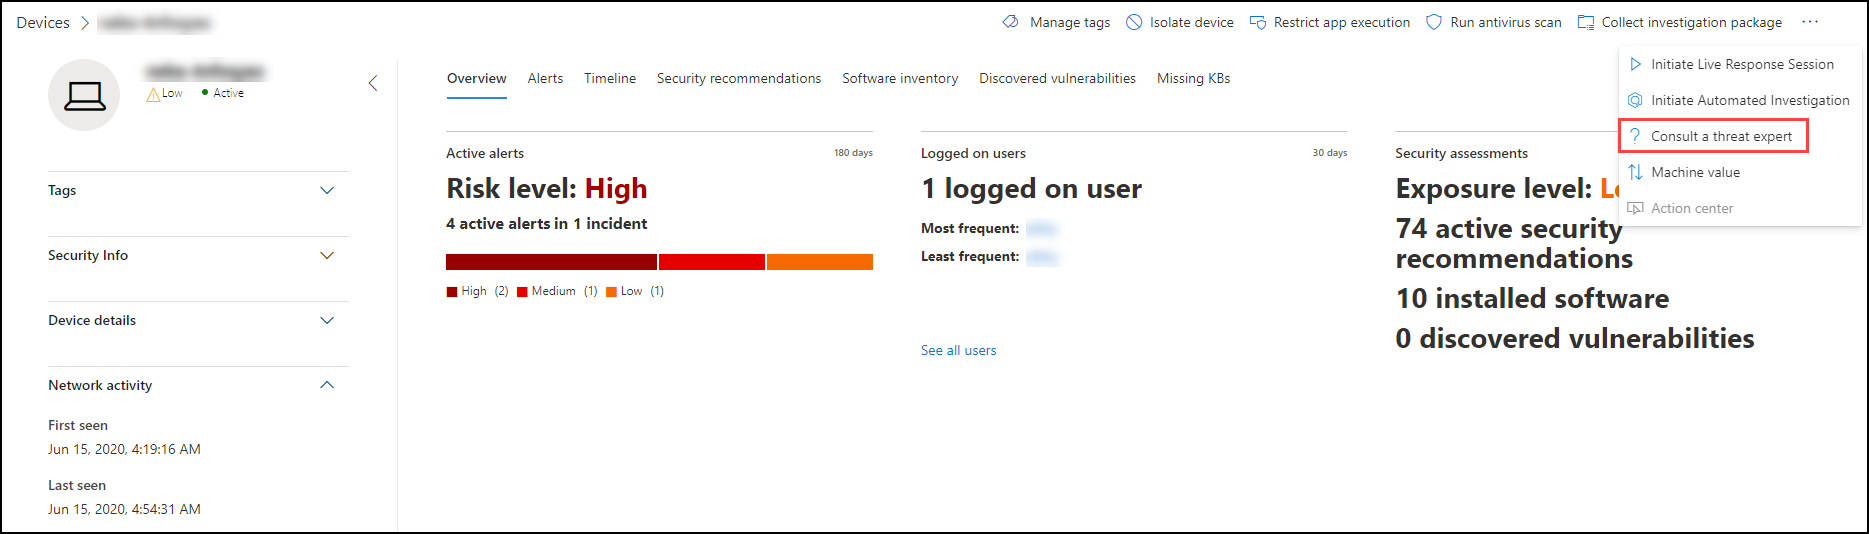 Devices
Manage tags
Isolate device
Restrict app execution
Run antivirus scan
Collect investigation package
Low
Active
Tags
Security Info
Device details
Network activity
First seen
Jun 15, 2020, 4:19:16 AM
Last seen
Jun 15, 2020, 4:54:31 AM
Overview
Alerts
Timeline
Security recommendations
Software inventory
Discovered vulnerabilities
Missing KBs
Active alerts
180 days
Risk level: High
4 active alerts in 1 incident
High (2)
Medium (1)
Low (1)
Logged on users
30 days
1 logged on user
Most frequent:
Least frequent:
See all users
Security assessments
Exposure level:
74 active security
recommendations
10 installed software
0 discovered vulnerabilities
Initiate Live Response Session
Initiate Automated Investigation
Consult a threat expert
Machine value
Action center